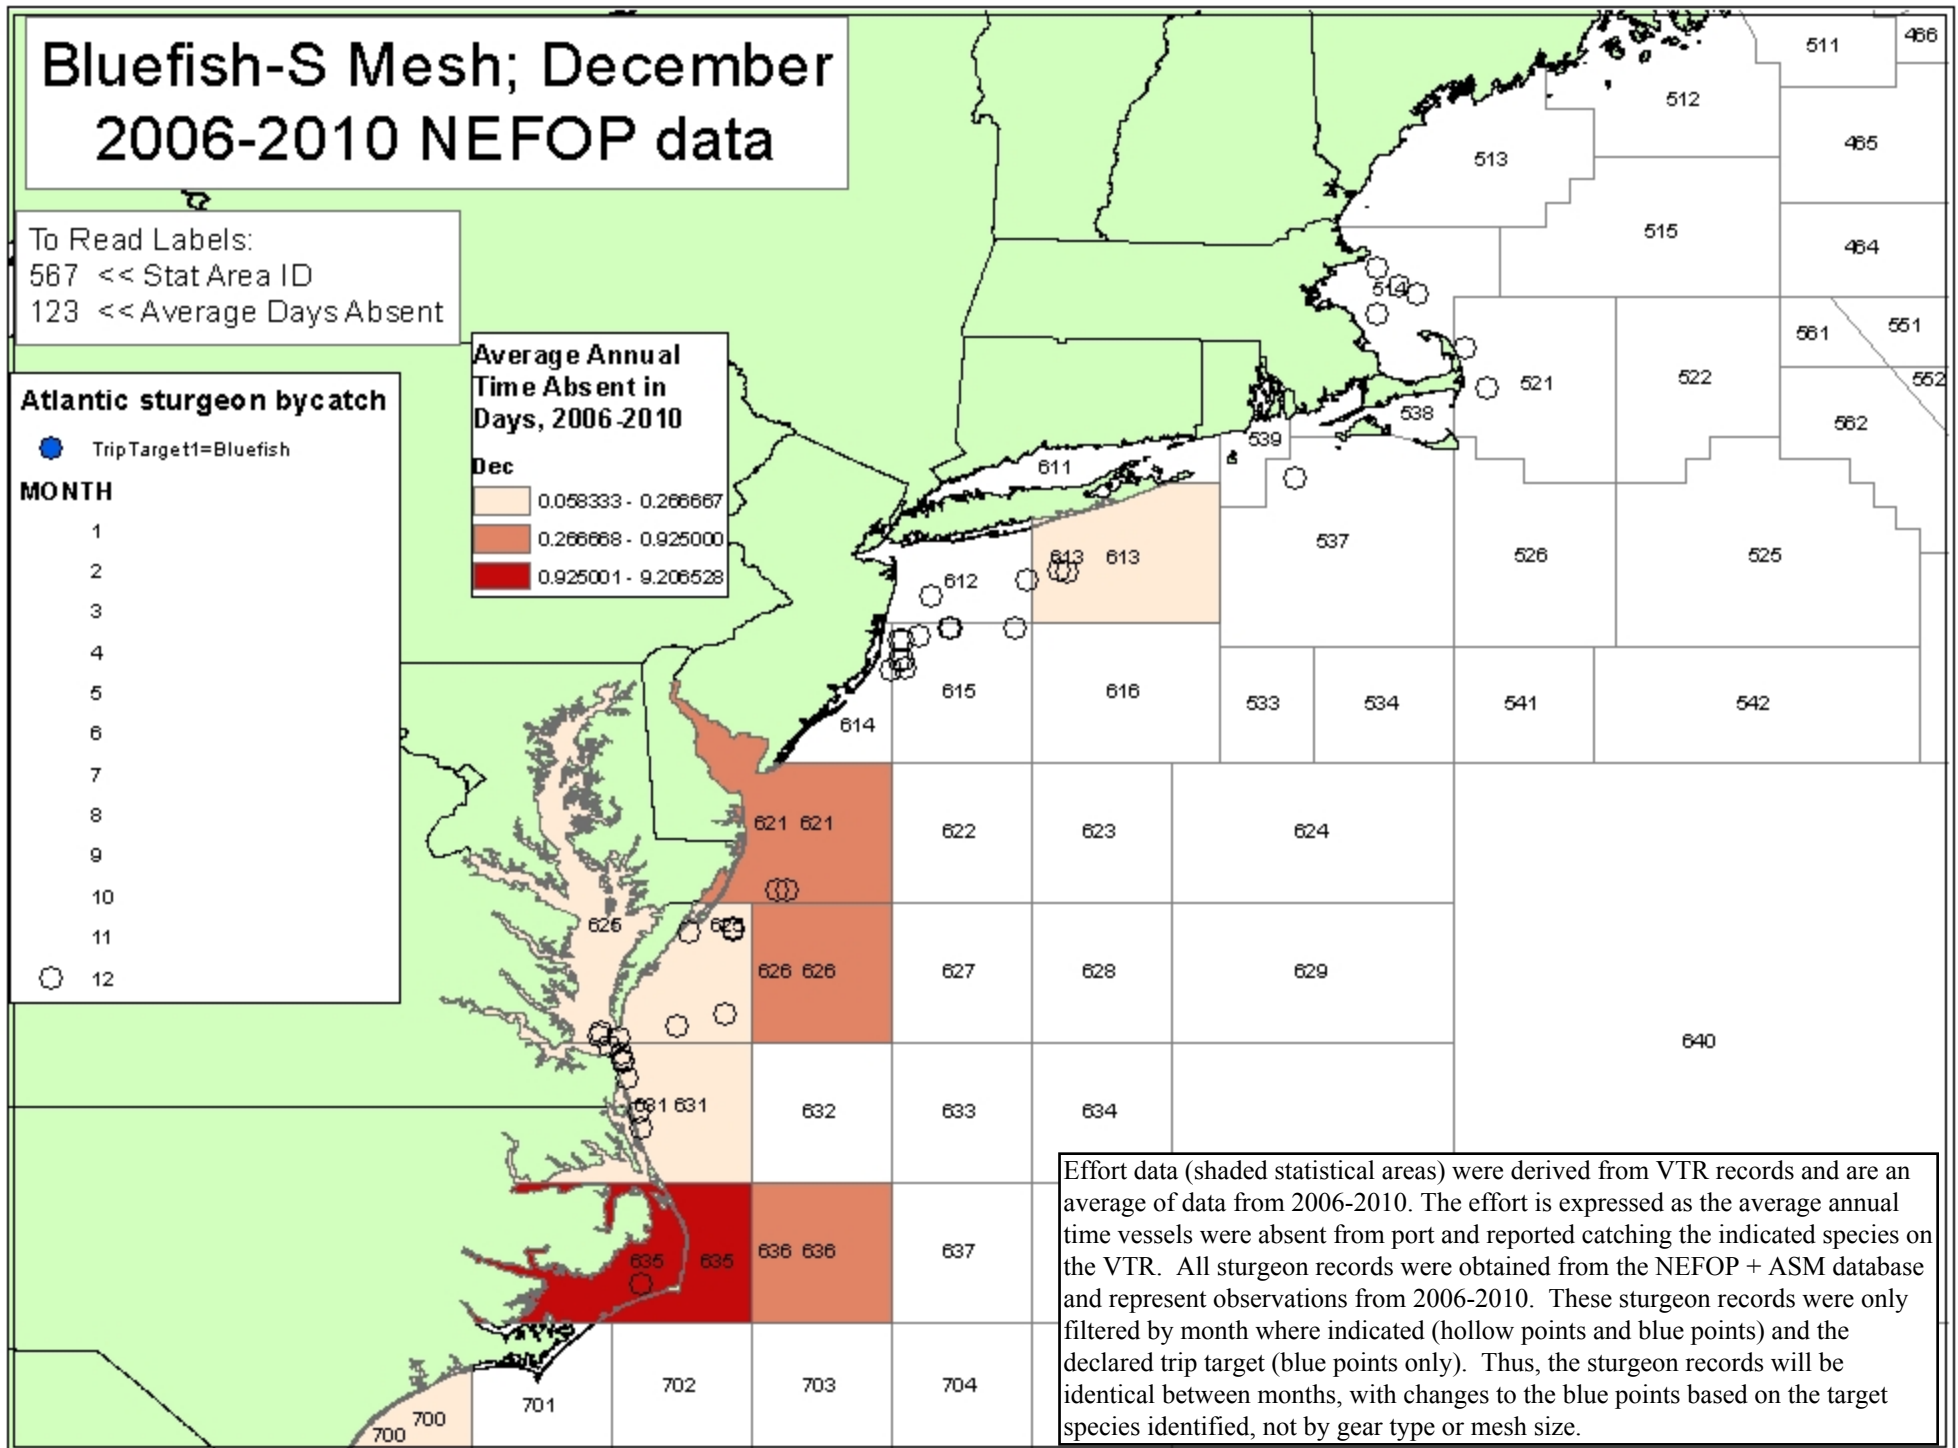 Bluefish-S Mesh; December
2006-2010 NEFOP data
To Read Labels:
567 << Stat Area ID
123 << Average Days Absent
Atlantic sturgeon bycatch
TripTarget1=Bluefish
MONTH
1
2
3
4
5
6
7
8
9
10
11
12
Average Annual
Time Absent in
Days, 2006-2010
Dec
0.058333 - 0.266667
0.266668 - 0.925000
0.925001 - 9.206528
511
466
512
465
513
515
464
514
561
551
521
522
552
538
562
539
611
613 613
537
526
525
612
615
616
533
534
541
542
614
621 621
622
623
624
625
625
626 626
627
628
629
640
631 631
632
633
634
635
635
636 636
637
700
700
701
702
703
704
Effort data (shaded statistical areas) were derived from VTR records and are an
average of data from 2006-2010. The effort is expressed as the average annual
time vessels were absent from port and reported catching the indicated species on
the VTR.  All sturgeon records were obtained from the NEFOP + ASM database
and represent observations from 2006-2010.  These sturgeon records were only
filtered by month where indicated (hollow points and blue points) and the
declared trip target (blue points only).  Thus, the sturgeon records will be
identical between months, with changes to the blue points based on the target
species identified, not by gear type or mesh size.